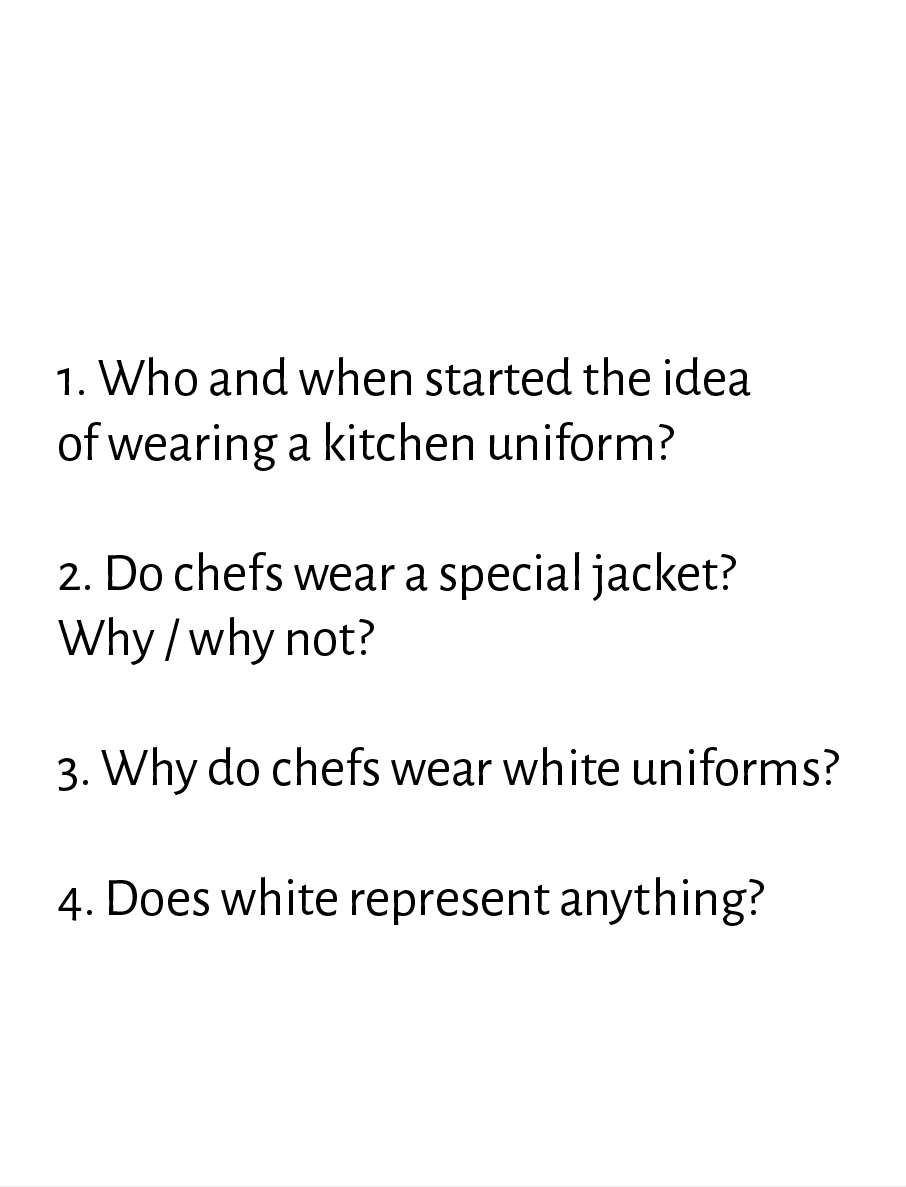 1. Who and when started the idea
of wearing a kitchen uniform?
2. Do chefs wear a special jacket?
Why / why not?
3. Why do chefs wear white uniforms?
4. Does white represent anything?